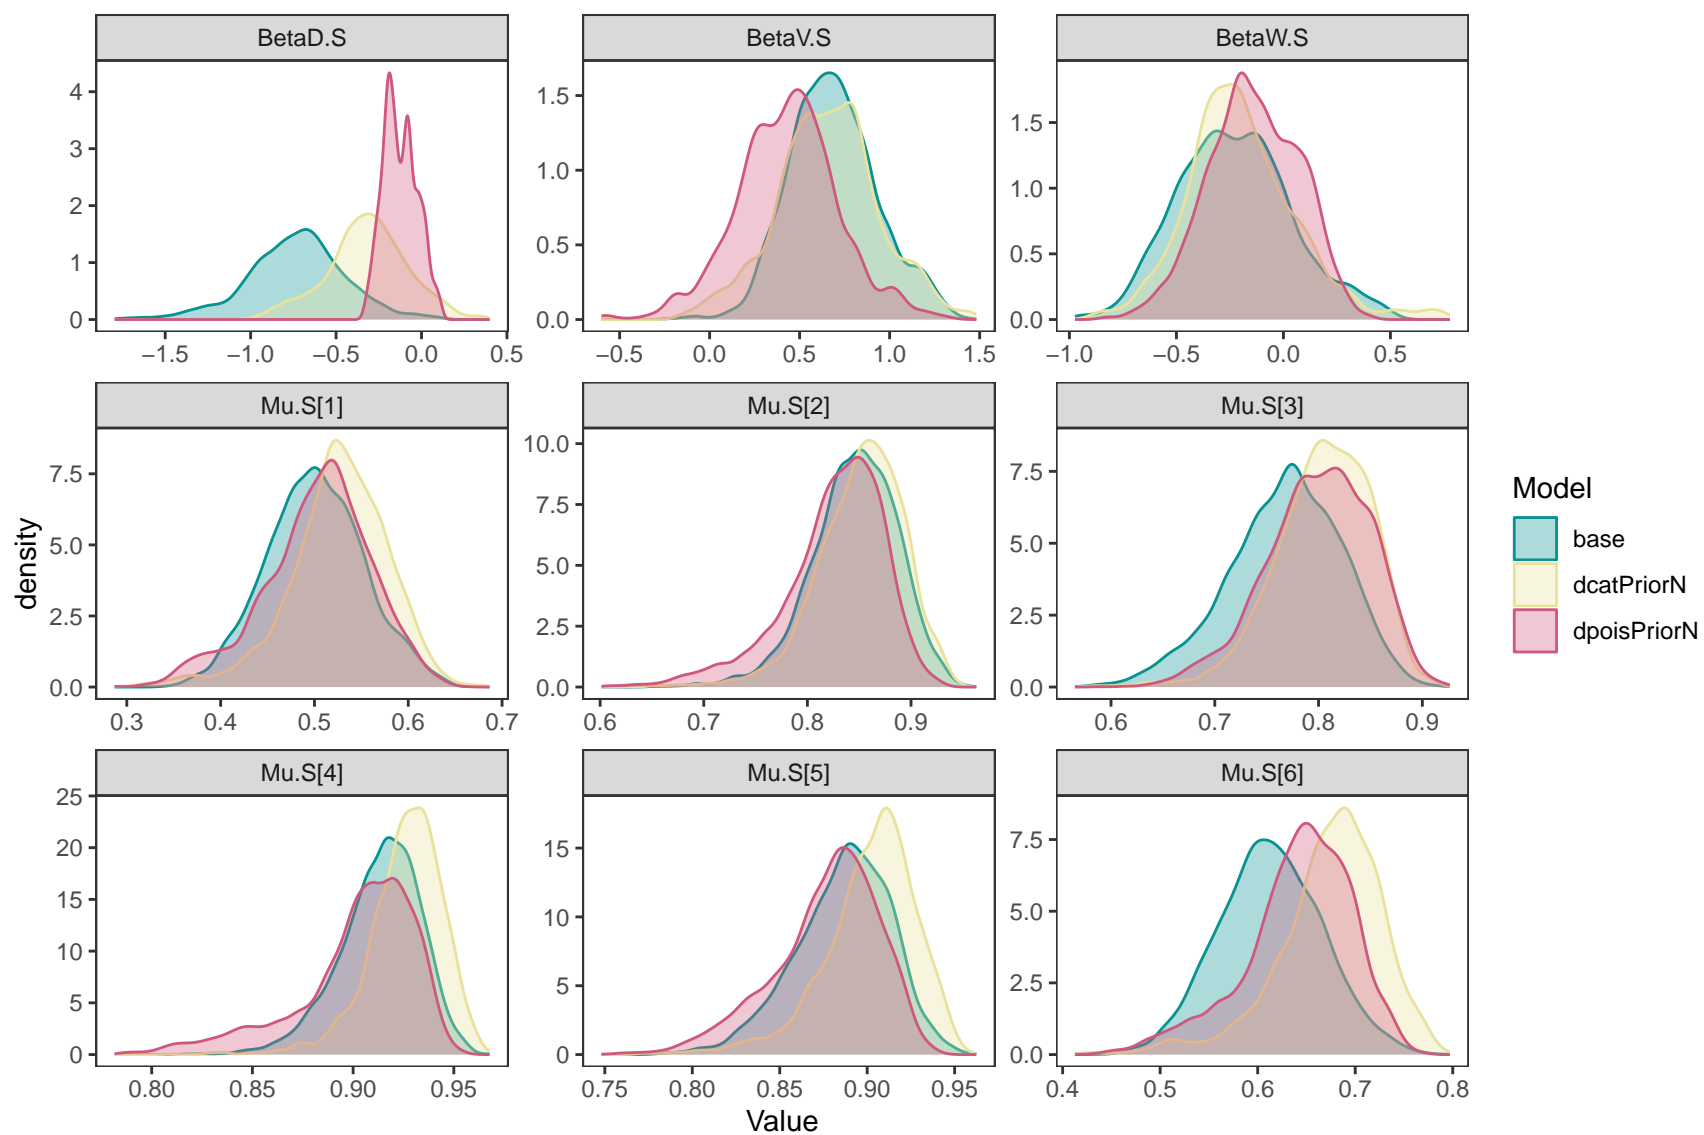 BetaD.S BetaV.S BetaW.S
4 3 2 1 0
1.5 1.0 0.5 0.0
1.5 1.0 0.5 0.0
−1.5 −1.0 −0.5 0.0 0.5
−0.5 0.0 0.5 1.0 1.5
−1.0 −0.5 0.0 0.5
Mu.S[1] Mu.S[2] Mu.S[3]
density
7.5 5.0 2.5 0.0
10.0 7.5 5.0 2.5 0.0
7.5 5.0 2.5 0.0
0.3 0.4 0.5 0.6 0.7
0.6 0.7 0.8 0.9
0.6 0.7 0.8 0.9
Mu.S[4] Mu.S[5] Mu.S[6]
25 20 15 10 5 0
15 10 5 0
7.5 5.0 2.5 0.0
0.80 0.85 0.90 0.95
0.75 0.80 0.85 0.90 0.95
0.4 0.5 0.6 0.7 0.8
Value
Model
base
dcatPriorN
dpoisPriorN